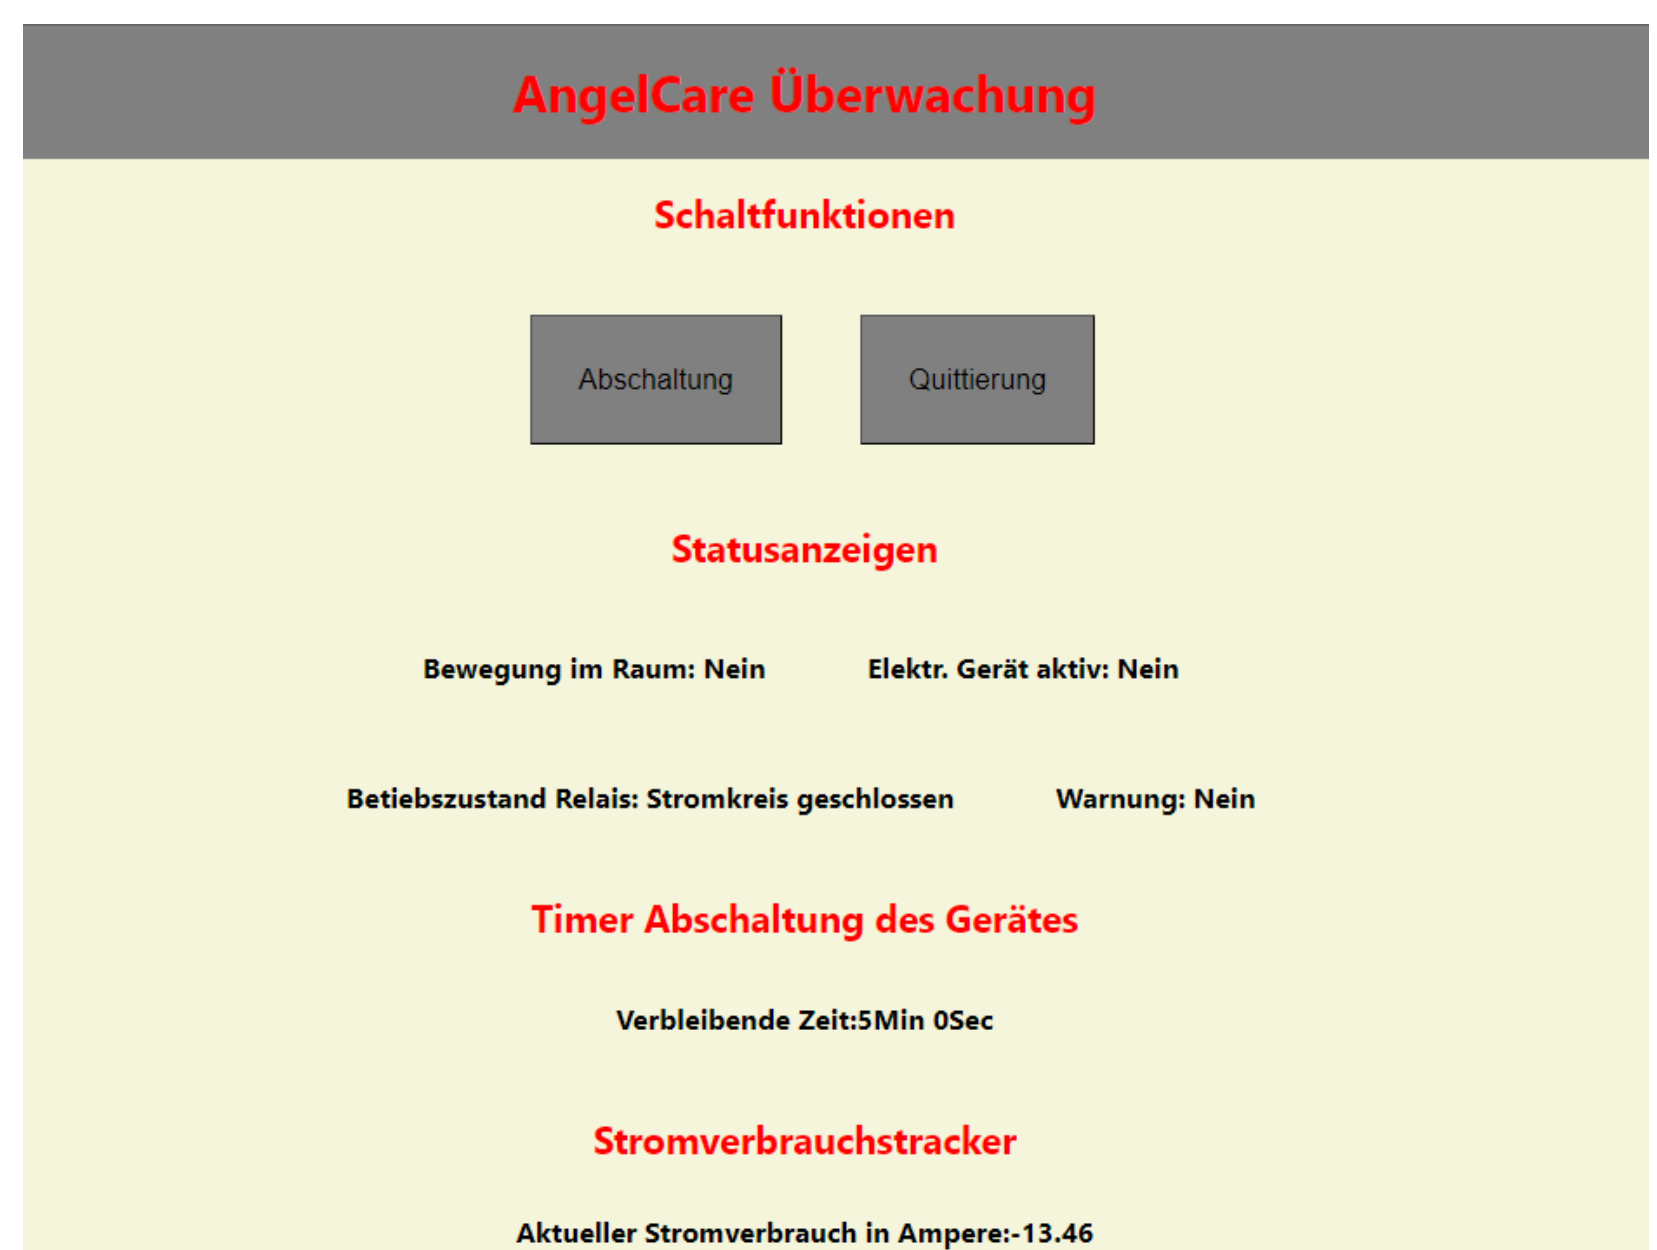 AngelCare Überwachung
Schaltfunktionen
Abschaltung Quittierung
Statusanzeigen
Bewegung im Raum: Nein Elektr. Gerät aktiv: Nein
Betiebszustand Relais: Stromkreis geschlossen Warnung: Nein
Timer Abschaltung des Gerätes
Verbleibende Zeit:5Min 0Sec
Stromverbrauchstracker
Aktueller Stromverbrauch in Ampere:-13.46